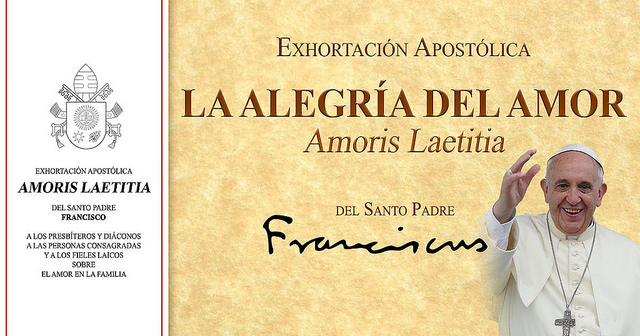 EXHORTACIÓN APOSTÓLICA
AMORIS LAETITIA
DEL SANTO PADRE
FRANCISCO
A LOS PRESBÍTEROS Y DIÁCONOS
A LAS PERSONAS CONSAGRADAS
Y A LOS FIELES LAICOS
SOBRE
EL AMOR EN LA FAMILIA
EXHORTACIÓN APOSTÓLICA
LA ALEGRÍA DEL AMOR
Amoris Laetitia
DEL SANTO PADRE
Franciscus